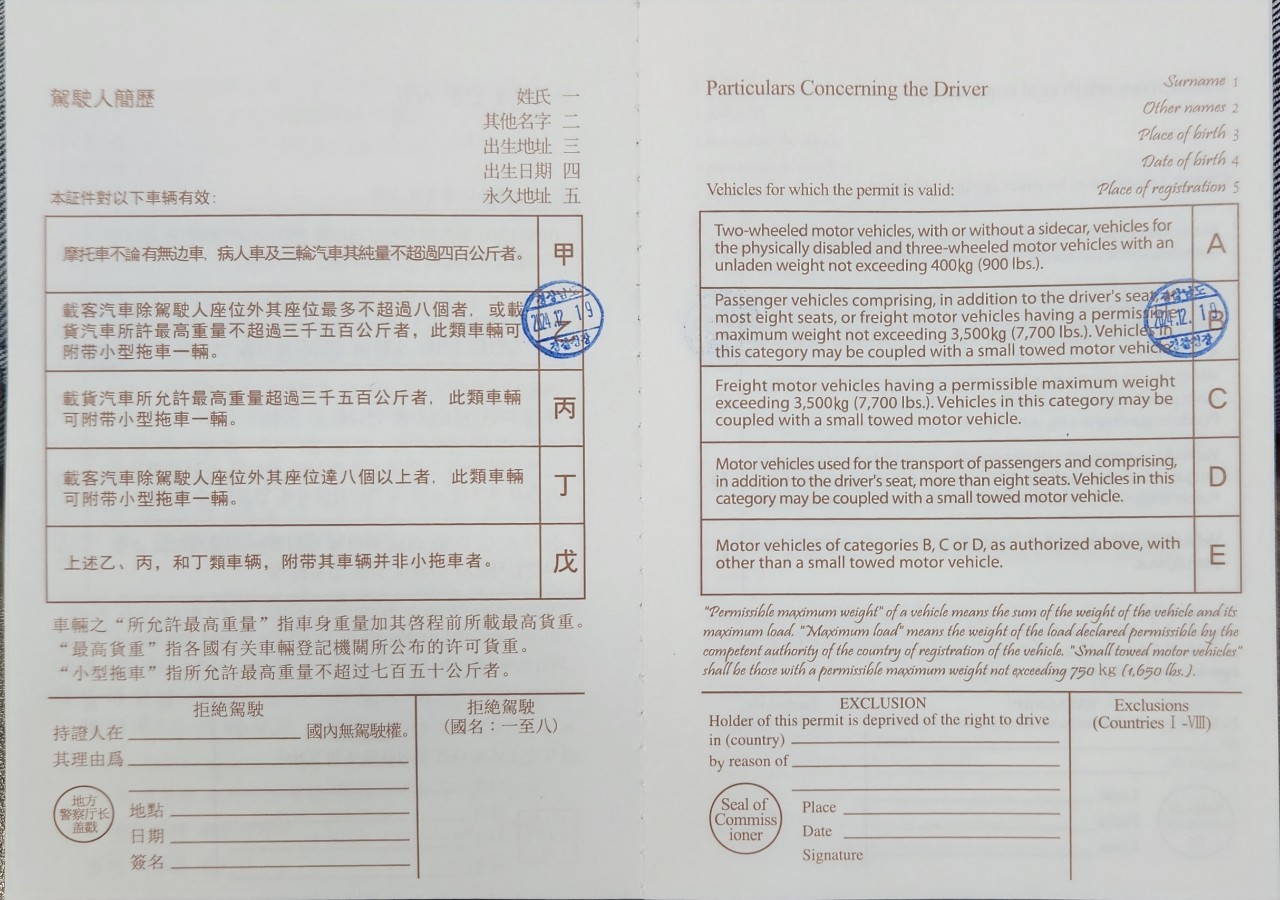 駕駛人簡歷
姓氏 一
其他名字 二
出生地址 三
出生日期 四
永久地址 五
本証件對以下車辆有效:
摩托車不論有無边車, 病人車及三輪汽車其純量不超過四百公斤者。
甲
載客汽車除駕駛人座位外其座位最多不超過八個者, 或載
貨汽車所許最高重量不超過三千五百公斤者, 此類車輛可
附带小型拖車一輛。
乙
경상남도
2024.12.19
경찰청장
載貨汽車所允許最高重量超過三千五百公斤者, 此類車輛
可附带小型拖車一輛。
丙
載客汽車除駕駛人座位外其座位達八個以上者, 此類車輛
可附带小型拖車一輛。
丁
上述乙、丙, 和丁類車辆, 附带其車辆并非小拖車者。
戊
車輛之“所允許最高重量”指車身重量加其啓程前所載最高貨重。
“最高貨重”指各國有关車輛登記機關所公布的许可貨重。
“小型拖車”指所允許最高重量不超过七百五十公斤者。
拒絶駕駛
持證人在 國內無駕駛權。
其理由爲
地方
警察厅长
盖戳
地點
日期
簽名
拒絶駕駛
(國名：一至八)
Particulars Concerning the Driver
Surname 1
Other names 2
Place of birth 3
Date of birth 4
Place of registration 5
Vehicles for which the permit is valid:
Two-wheeled motor vehicles, with or without a sidecar, vehicles for
the physically disabled and three-wheeled motor vehicles with an
unladen weight not exceeding 400kg (900 lbs.).
A
Passenger vehicles comprising, in addition to the driver's seat,
most eight seats, or freight motor vehicles having a permissible
maximum weight not exceeding 3,500kg (7,700 lbs.). Vehicles in
this category may be coupled with a small towed motor vehicle.
B
경상남도
2024.12.19
경찰청장
Freight motor vehicles having a permissible maximum weight
exceeding 3,500kg (7,700 lbs.). Vehicles in this category may be
coupled with a small towed motor vehicle.
C
Motor vehicles used for the transport of passengers and comprising,
in addition to the driver's seat, more than eight seats. Vehicles in this
category may be coupled with a small towed motor vehicle.
D
Motor vehicles of categories B, C or D, as authorized above, with
other than a small towed motor vehicle.
E
"Permissible maximum weight" of a vehicle means the sum of the weight of the vehicle and its
maximum load. "Maximum load" means the weight of the load declared permissible by the
competent authority of the country of registration of the vehicle. "Small towed motor vehicles"
shall be those with a permissible maximum weight not exceeding 750 kg (1,650 lbs.).
EXCLUSION
Holder of this permit is deprived of the right to drive
in (country)
by reason of
Seal of
Commiss
ioner
Place
Date
Signature
Exclusions
(Countries Ⅰ-Ⅷ)